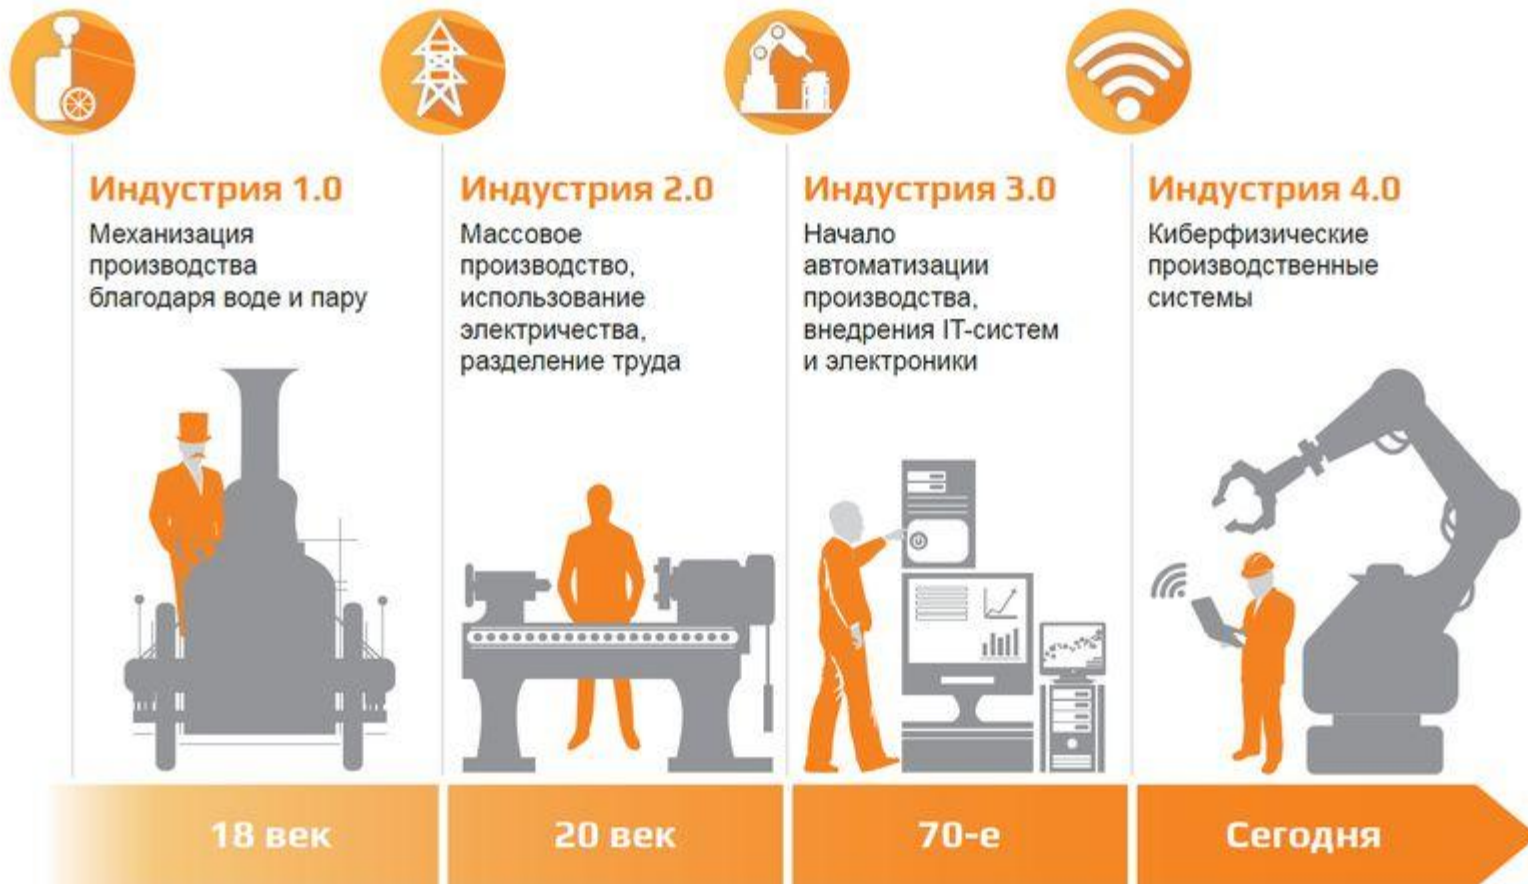 Индустрия 1.0
Механизация
производства
благодаря воде и пару
Индустрия 2.0
Массовое
производство,
использование
электричества,
разделение труда
Индустрия 3.0
Начало
автоматизации
производства,
внедрения IT-систем
и электроники
Индустрия 4.0
Киберфизические
производственные
системы
18 век
20 век
70-е
Сегодня